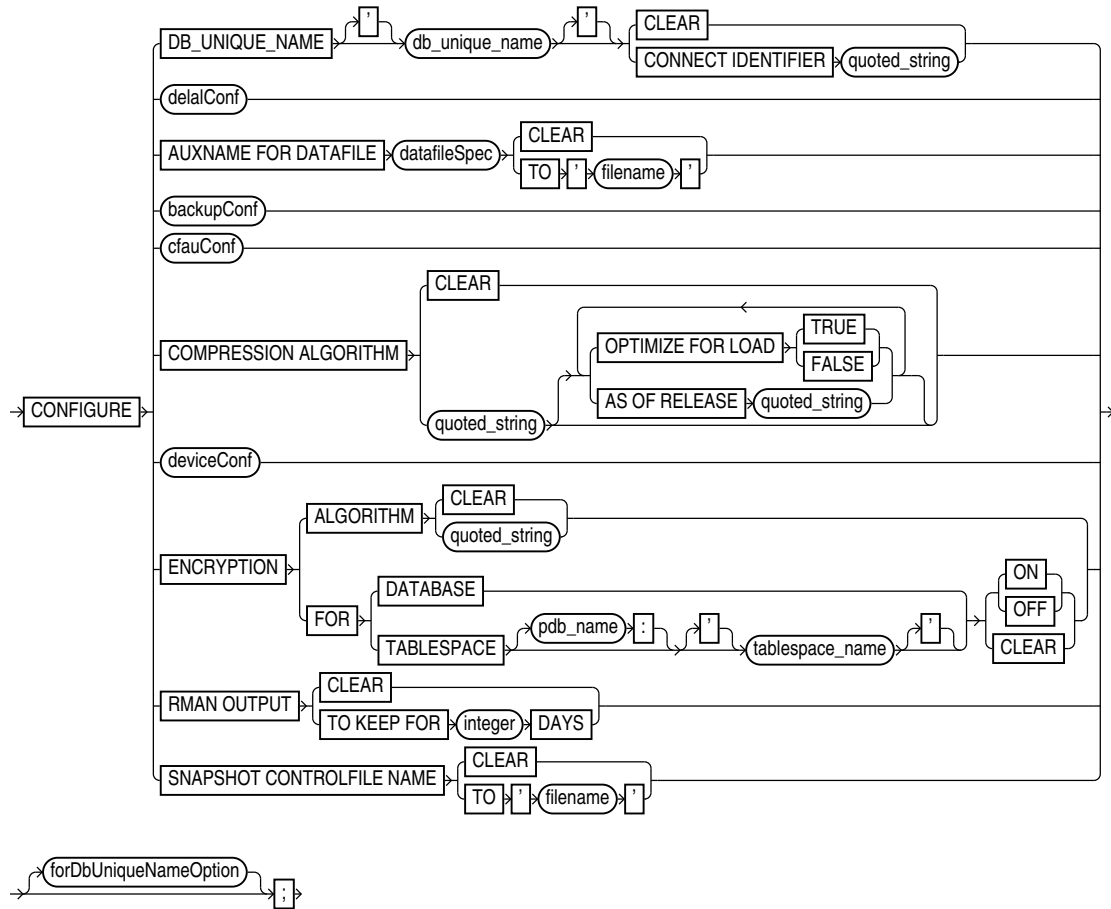 ' ' CLEAR
DB_UNIQUE_NAME db_unique_name CONNECT IDENTIFIER quoted_string
delalConf
CLEAR
AUXNAME FOR DATAFILE datafileSpec
TO ' filename '
backupConf
cfauConf
CLEAR
TRUE
OPTIMIZE FOR LOAD
COMPRESSION ALGORITHM FALSE
AS OF RELEASE quoted_string
CONFIGURE quoted_string
deviceConf
CLEAR
ALGORITHM
quoted_string
ENCRYPTION ON
DATABASE
OFF
FOR pdb_name : ' '
TABLESPACE tablespace_name CLEAR
CLEAR
RMAN OUTPUT
TO KEEP FOR integer DAYS
CLEAR
SNAPSHOT CONTROLFILE NAME
TO ' filename '
forDbUniqueNameOption
;